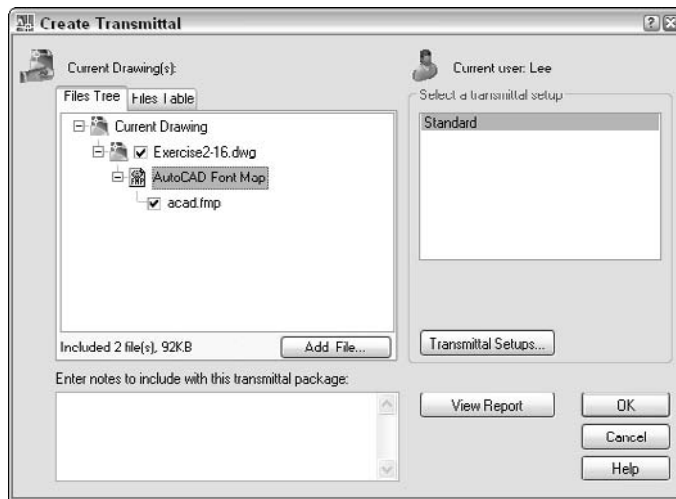 Create Transmittal
Current Drawing(s):
Current user: Lee
Files Tree
Files Table
Select a transmittal setup
Current Drawing
Standard
Exercise2-16.dwg
AutoCAD Font Map
acad.fmp
Included 2 file(s), 92KB
Add File...
Transmittal Setups...
Enter notes to include with this transmittal package:
View Report
OK
Cancel
Help